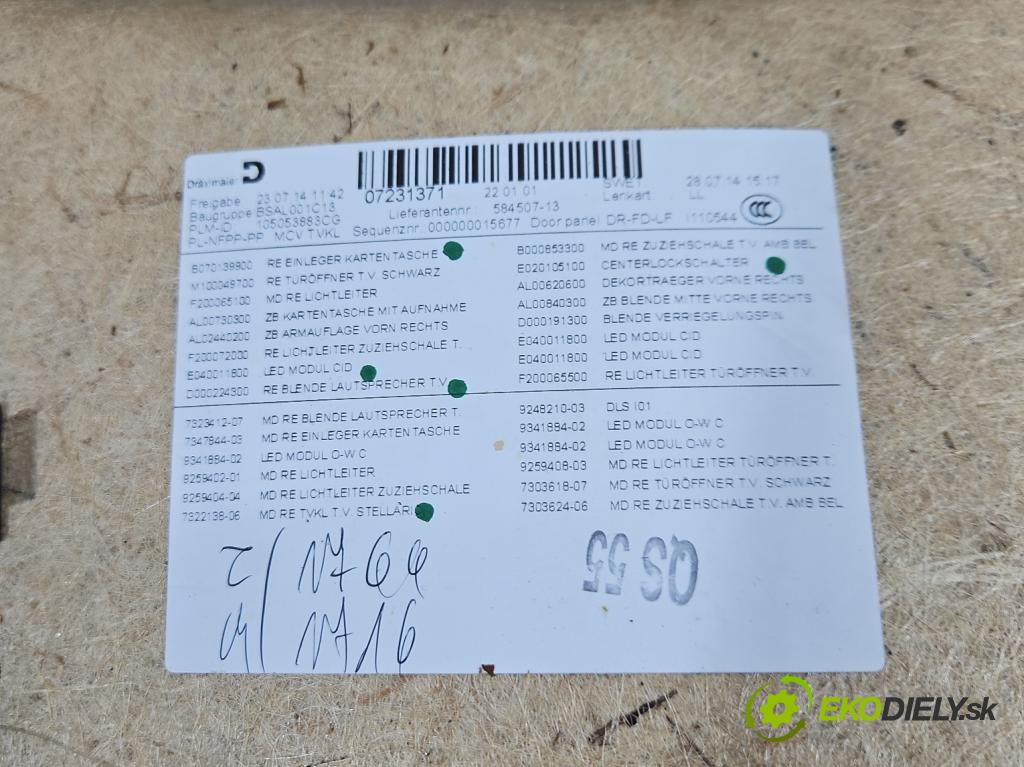 Dräxlmaier
07231371
Freigabe 23.07.14 11:42 22 01 01 SWET 28.07.14 15:17
Baugruppe BSAL001C13 Lieferantennr. 584507-13 Lenkart. LL
PLM-ID 105053883CG Sequenznr. 000000015677 Doorpanel DR-FD-LF I110544
PL-NFPP-PP MCV TVKL
B070139900 RE EINLEGER KARTENTASCHE
M100049700 RE TÜRÖFFNER T.V. SCHWARZ
F200065100 MD RE LICHTLEITER
AL00730300 ZB KARTENTASCHE MIT AUFNAHME
AL02440200 ZB ARMAUFLAGE VORN RECHTS
F200072000 RE LICHTLEITER ZUZIEHSCHALE T.
E040011800 LED MODUL CID
D000224300 RE BLENDE LAUTSPRECHER T.V.
B000853300 MD RE ZUZIEHSCHALE T.V. AMB BEL
E020105100 CENTERLOCKSCHALTER
AL00620600 DEKORTRAEGER VORNE RECHTS
AL00840300 ZB BLENDE MITTE VORNE RECHTS
D000191300 BLENDE VERRIEGELUNGSPIN
E040011800 LED MODUL CID
E040011800 LED MODUL CID
F200065500 RE LICHTLEITER TÜRÖFFNER T.V.
7323412-07 MD RE BLENDE LAUTSPRECHER T.
7347844-03 MD RE EINLEGER KARTENTASCHE
9341884-02 LED MODUL O-W C
9259402-01 MD RE LICHTLEITER
9259404-04 MD RE LICHTLEITER ZUZIEHSCHALE
7322138-06 MD RE TVKL T.V. STELLARI
9248210-03 DLS I01
9341884-02 LED MODUL O-W C
9341884-02 LED MODUL O-W C
9259408-03 MD RE LICHTLEITER TÜRÖFFNER T.
7303618-07 MD RE TÜRÖFFNER T.V. SCHWARZ
7303624-06 MD RE ZUZIEHSCHALE T.V. AMB BEL
1764
1716
QS 55
EKODIELY.sk